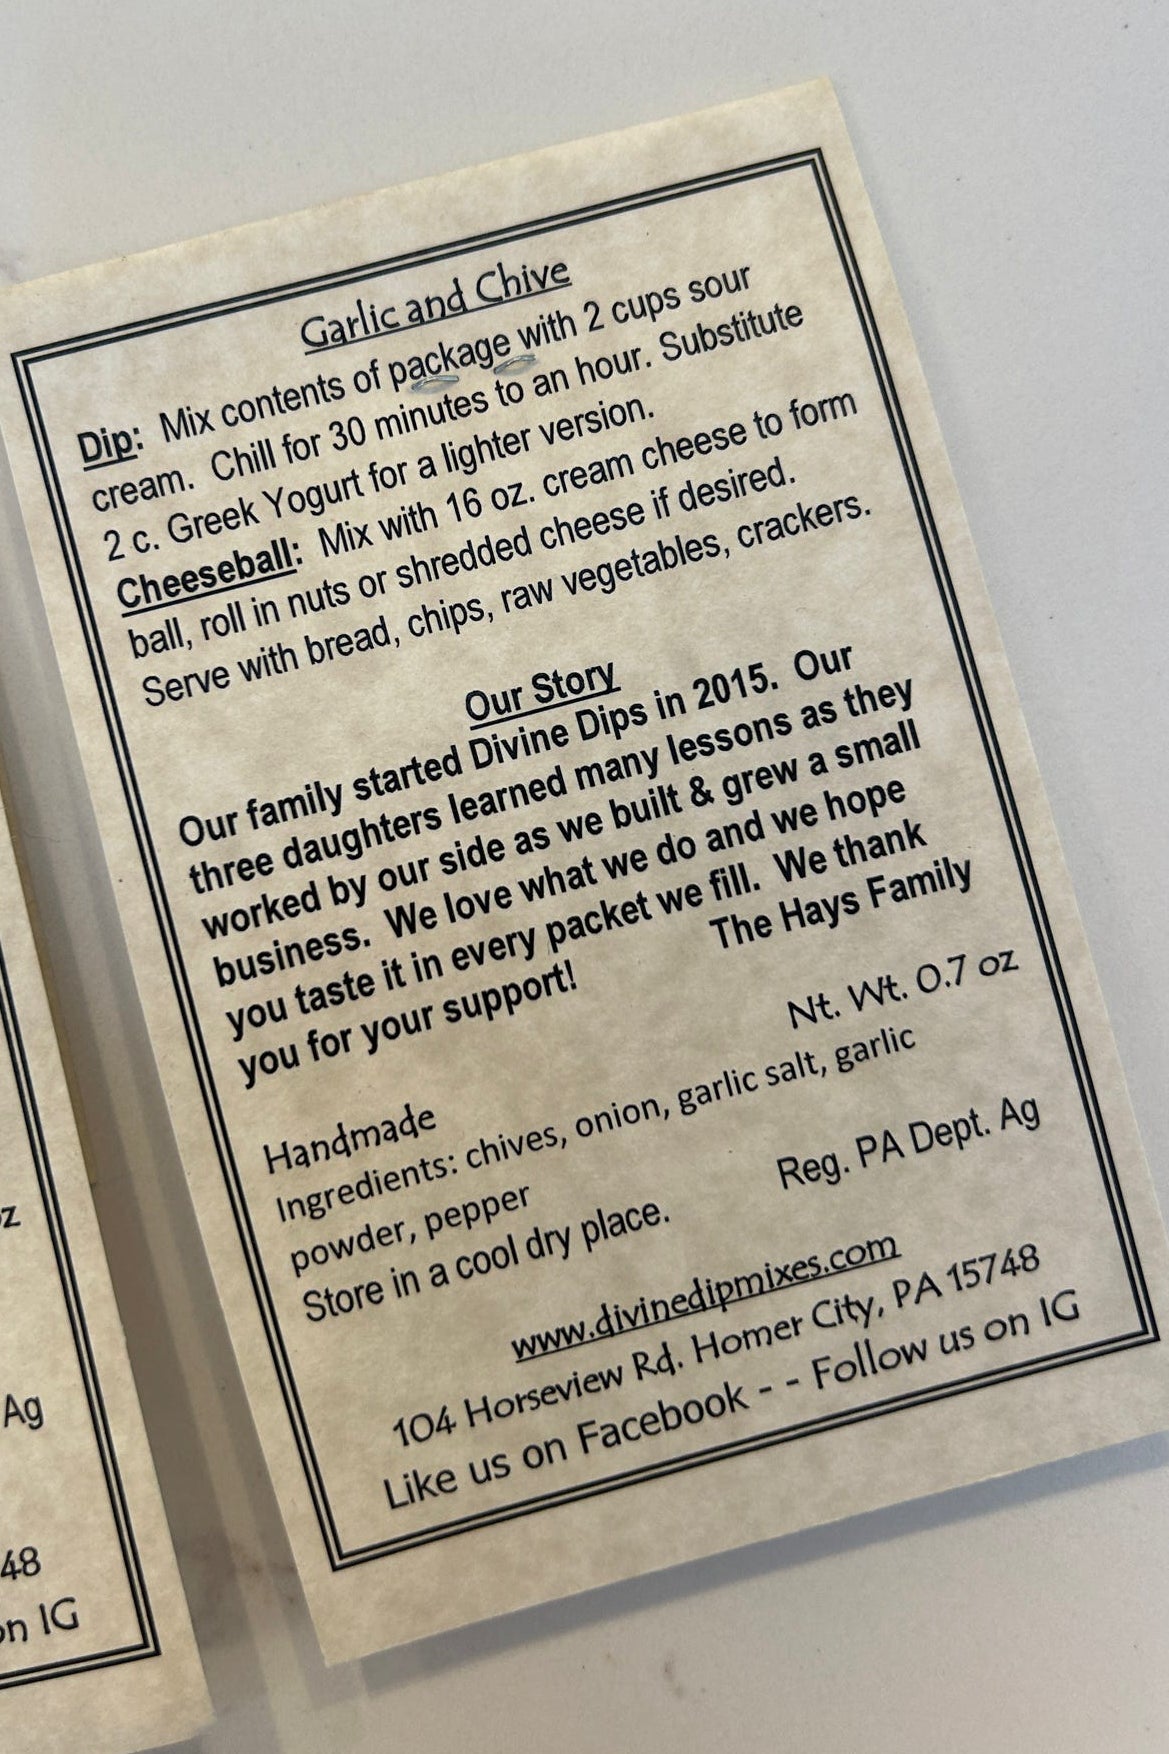 Garlic and Chive
Dip: Mix contents of package with 2 cups sour
cream. Chill for 30 minutes to an hour. Substitute
2 c. Greek Yogurt for a lighter version.
Cheeseball: Mix with 16 oz. cream cheese to form
ball, roll in nuts or shredded cheese if desired.
Serve with bread, chips, raw vegetables, crackers.
Our Story
Our family started Divine Dips in 2015. Our
three daughters learned many lessons as they
worked by our side as we built & grew a small
business. We love what we do and we hope
you taste it in every packet we fill. We thank
you for your support! The Hays Family
Nt. Wt. 0.7 oz
Handmade
Ingredients: chives, onion, garlic salt, garlic
powder, pepper
Reg. PA Dept. Ag
Store in a cool dry place.
www.divinedipmixes.com
104 Horseview Rd. Homer City, PA 15748
Like us on Facebook - - Follow us on IG
oz
Ag
48
on IG